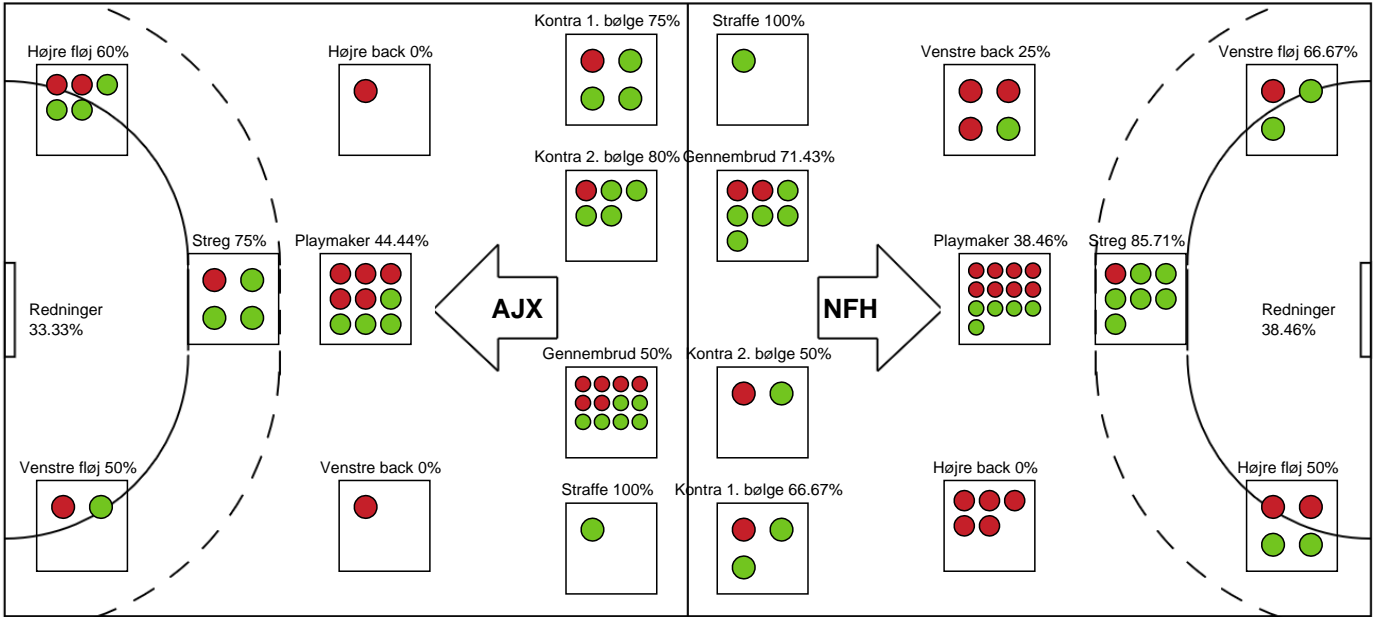 Kontra 1. bølge 75%
Straffe 100%
Højre fløj 60%
Højre back 0%
Venstre back 25%
Venstre fløj 66.67%
Kontra 2. bølge 80%
Gennembrud 71.43%
Streg 75%
Playmaker 44.44%
Playmaker 38.46%
Streg 85.71%
Redninger
33.33%
AJX
NFH
Redninger
38.46%
Gennembrud 50%
Kontra 2. bølge 50%
Venstre fløj 50%
Venstre back 0%
Højre back 0%
Højre fløj 50%
Straffe 100%
Kontra 1. bølge 66.67%